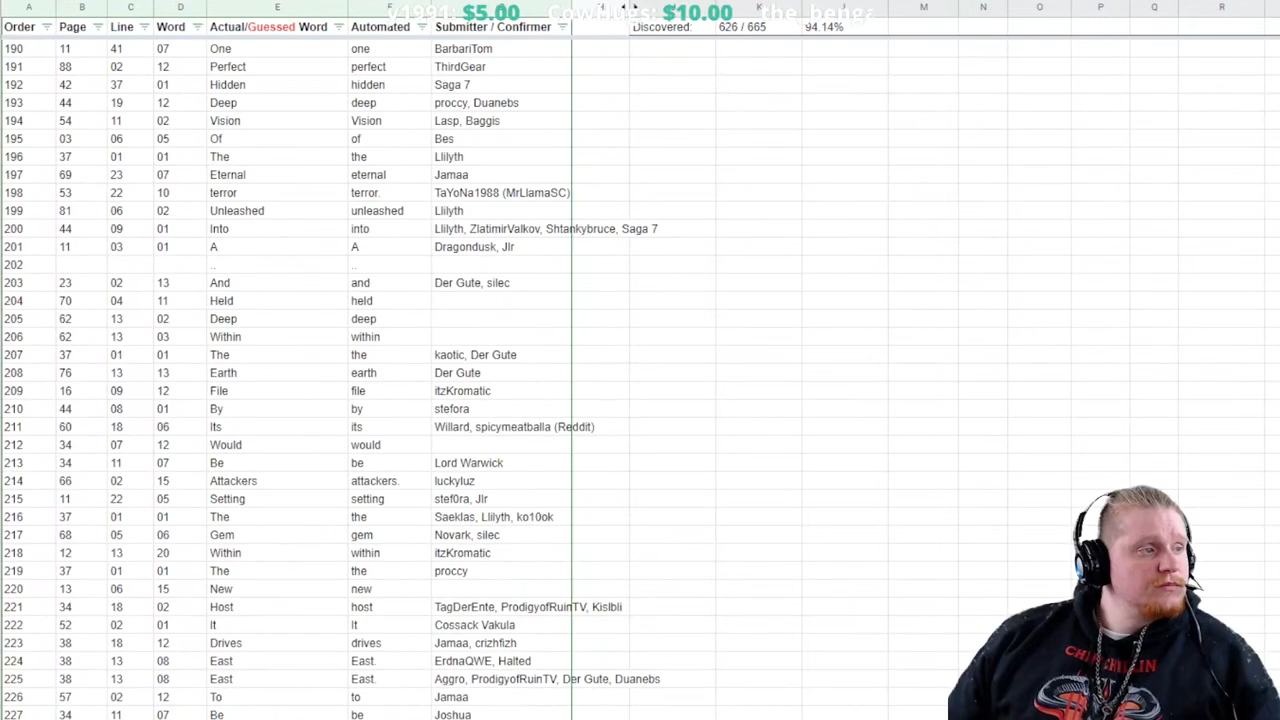 v1991: $5.00 CowHugs: $10.00 the_benga
A B C D E M N O P Q R
Order Page Line Word Actual/Guessed Word Automated Submitter / Confirmer Discovered: 626 / 665 94.14%
190 11 41 07 One one BarbariTom
191 88 02 12 Perfect perfect ThirdGear
192 42 37 01 Hidden hidden Saga 7
193 44 19 12 Deep deep proccy, Duanebs
194 54 11 02 Vision Vision Lasp, Baggis
195 03 06 05 Of of Bes
196 37 01 01 The the Llilyth
197 69 23 07 Eternal eternal Jamaa
198 53 22 10 terror terror. TaYoNa1988 (MrLlamaSC)
199 81 06 02 Unleashed unleashed Llilyth
200 44 09 01 Into into Llilyth, ZlatimirValkov, Shtankybruce, Saga 7
201 11 03 01 A A Dragondusk, Jlr
202 .. ..
203 23 02 13 And and Der Gute, silec
204 70 04 11 Held held
205 62 13 02 Deep deep
206 62 13 03 Within within
207 37 01 01 The the kaotic, Der Gute
208 76 13 13 Earth earth Der Gute
209 16 09 12 File file itzKromatic
210 44 08 01 By by stefora
211 60 18 06 Its its Willard, spicymeatballa (Reddit)
212 34 07 12 Would would
213 34 11 07 Be be Lord Warwick
214 66 02 15 Attackers attackers. luckyluz
215 11 22 05 Setting setting stef0ra, Jlr
216 37 01 01 The the Saeklas, Llilyth, ko10ok
217 68 05 06 Gem gem Novark, silec
218 12 13 20 Within within itzKromatic
219 37 01 01 The the proccy
220 13 06 15 New new
221 34 18 02 Host host TagDerEnte, ProdigyofRuinTV, Kislbli
222 52 02 01 It It Cossack Vakula
223 38 18 12 Drives drives Jamaa, crizhfizh
224 38 13 08 East East. ErdnaQWE, Halted
225 38 13 08 East East. Aggro, ProdigyofRuinTV, Der Gute, Duanebs
226 57 02 12 To to Jamaa
227 34 11 07 Be be Joshua